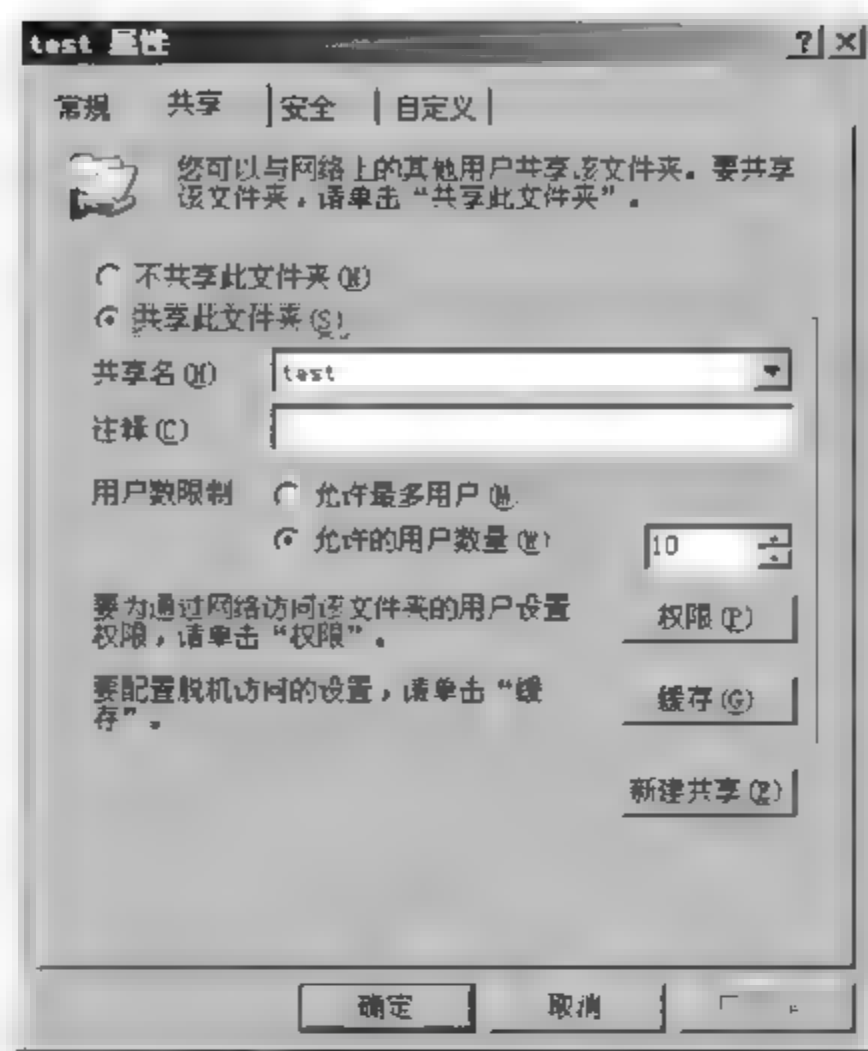 test 属性
常规 共享 安全 自定义
您可以与网络上的其他用户共享该文件夹。要共享
该文件夹，请单击“共享此文件夹”。
不共享此文件夹(N)
共享此文件夹(S)
共享名(H) test
注释(C)
用户数限制 允许最多用户(M)
允许的用户数量(W) 10
要为通过网络访问该文件夹的用户设置
权限，请单击“权限”。
权限(P)
要配置脱机访问的设置，请单击“缓
存”。
缓存(G)
新建共享
确定 取消